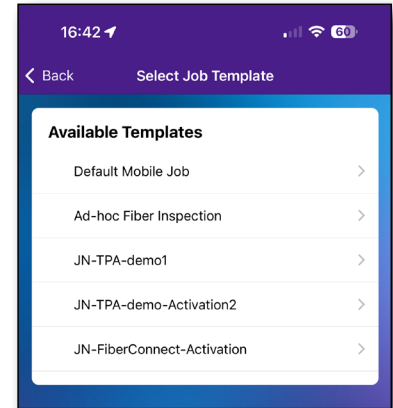 16:42
60
Back
Select Job Template
Available Templates
Default Mobile Job
Ad-hoc Fiber Inspection
JN-TPA-demo1
JN-TPA-demo-Activation2
JN-FiberConnect-Activation